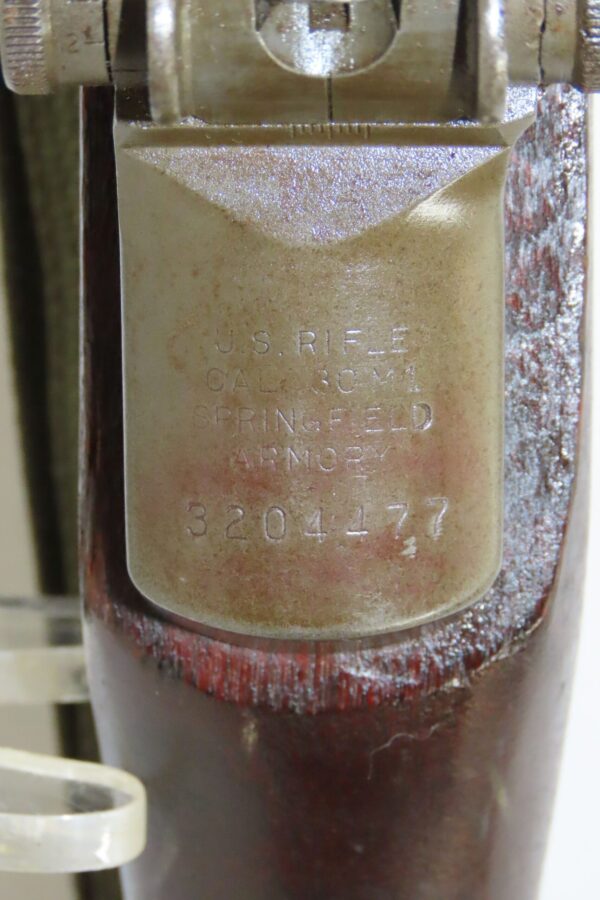 U.S. RIFLE
CAL. .30 M1
SPRINGFIELD
ARMORY
3204477